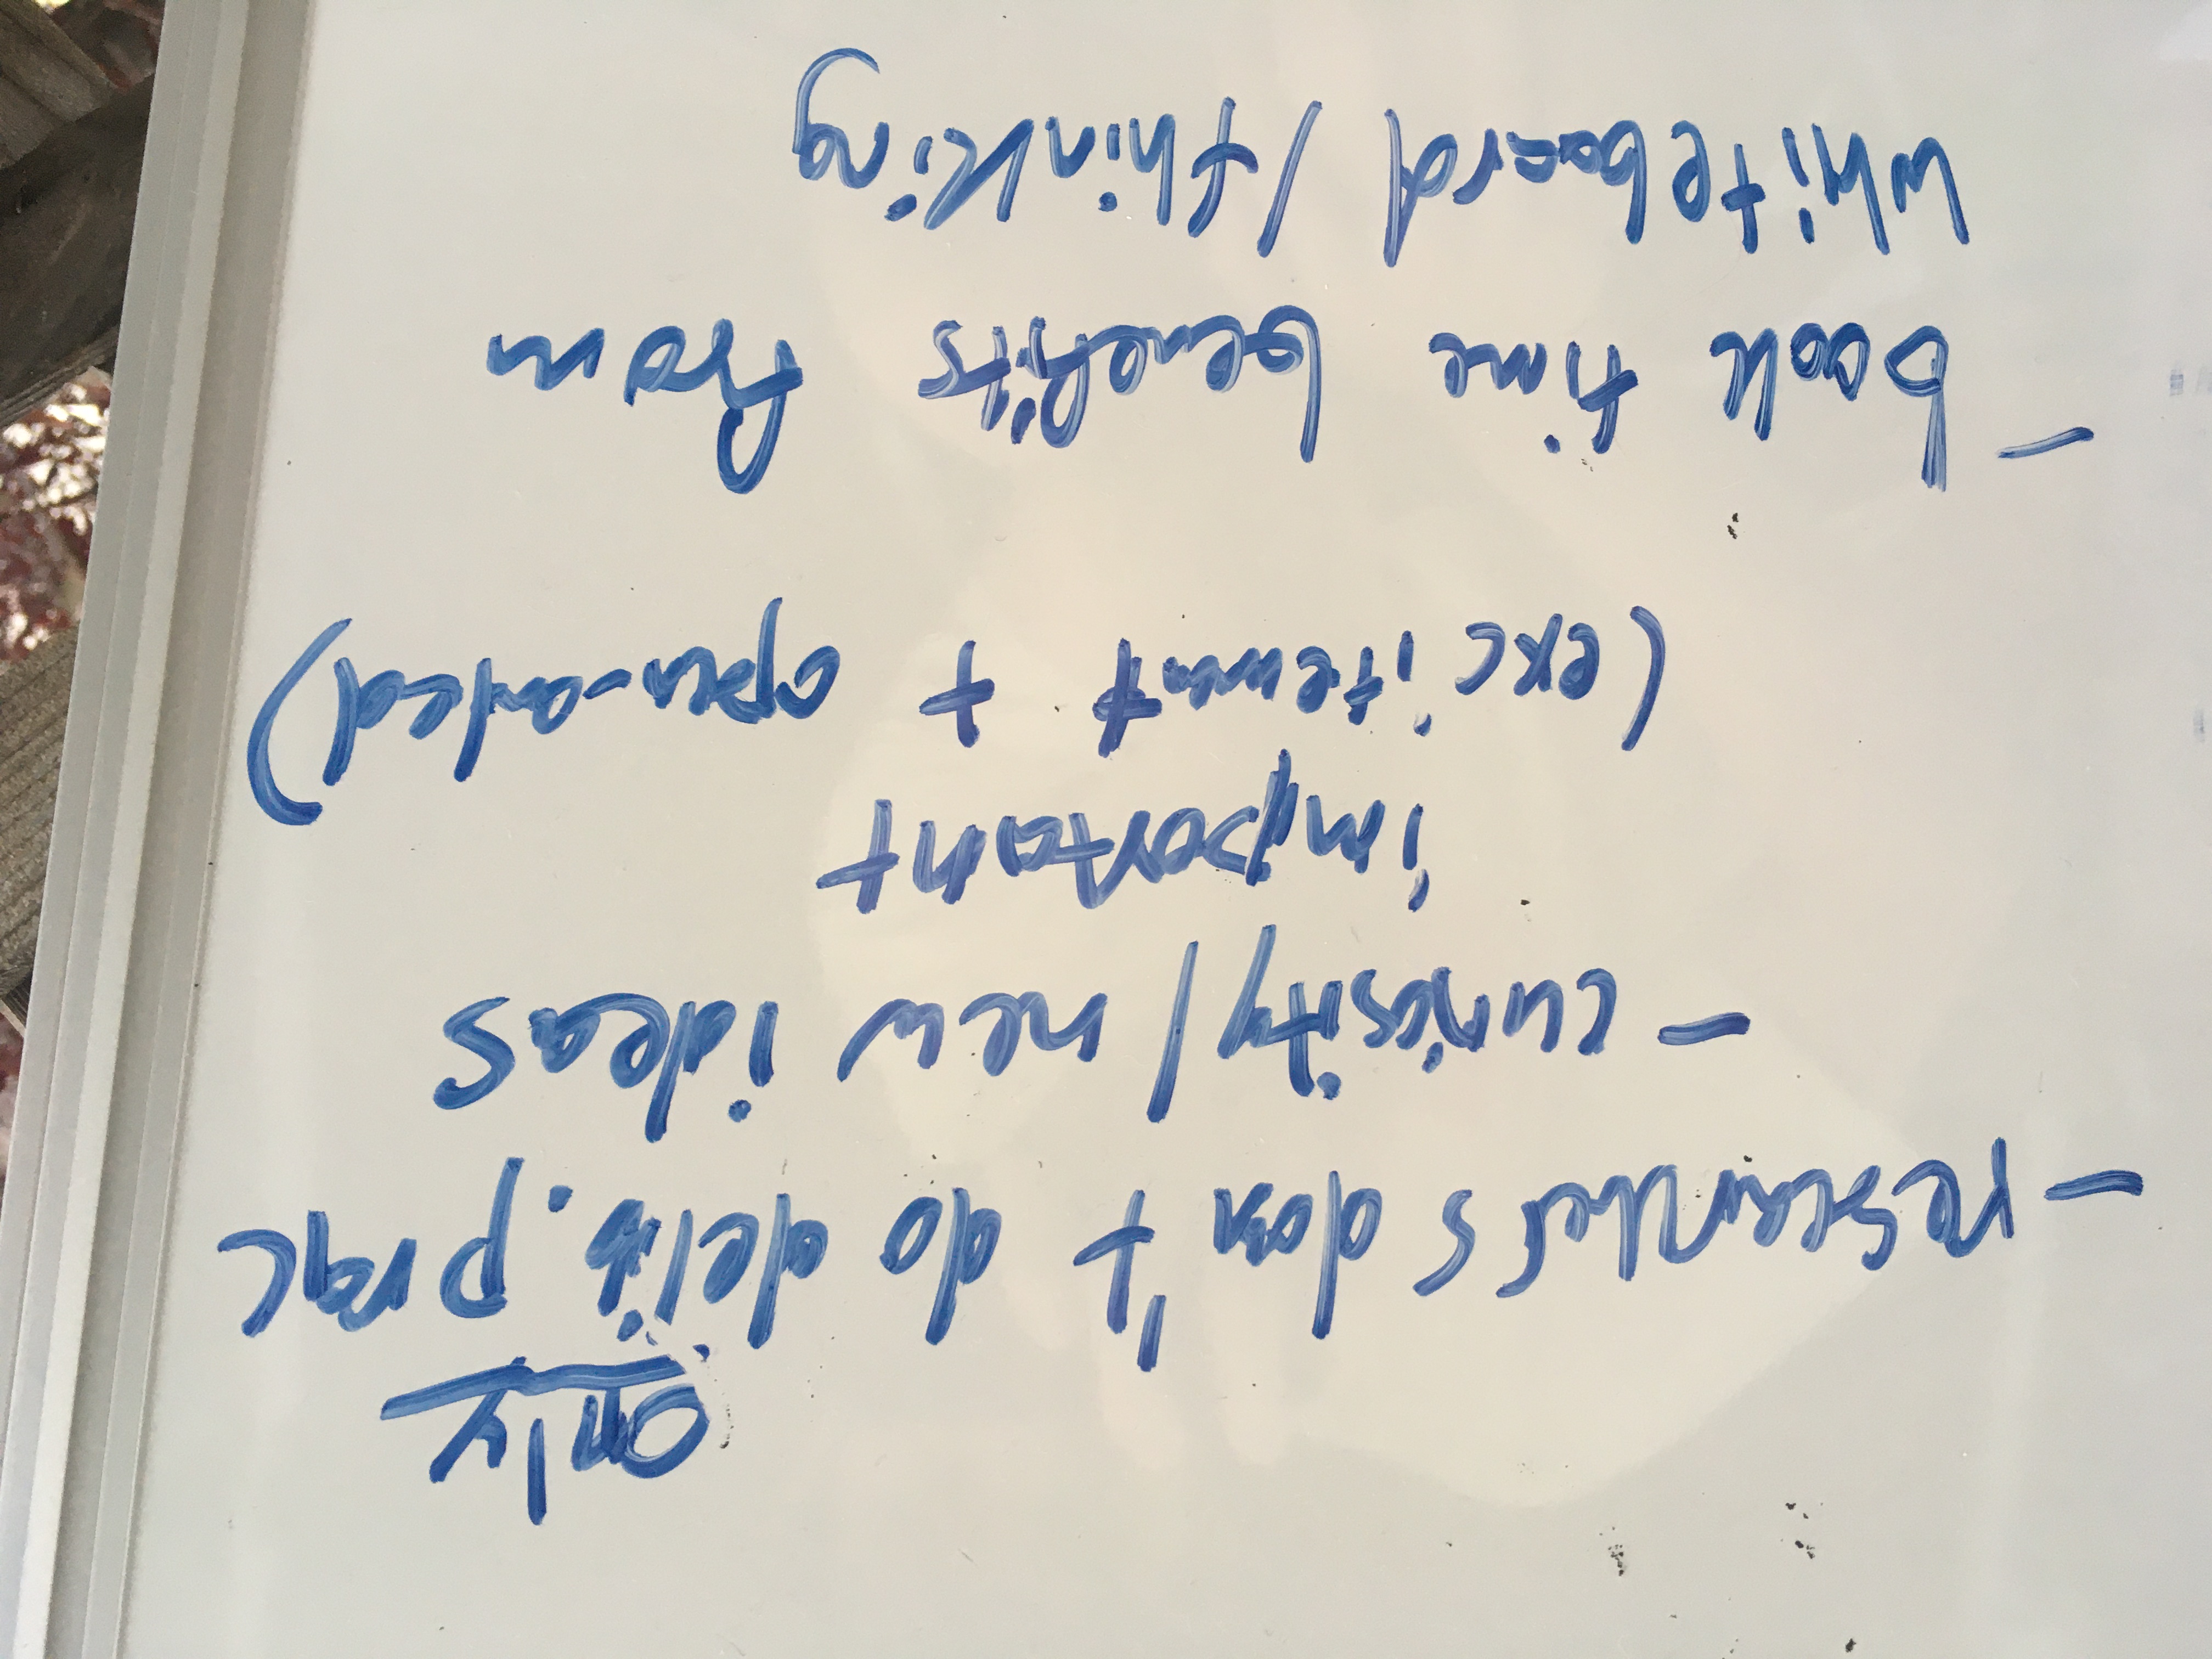 only
- researchers don't do delib. prac
- curiosity / new ideas
important
(excitement + open-ended)
- book time benefits from
whiteboard / thinking